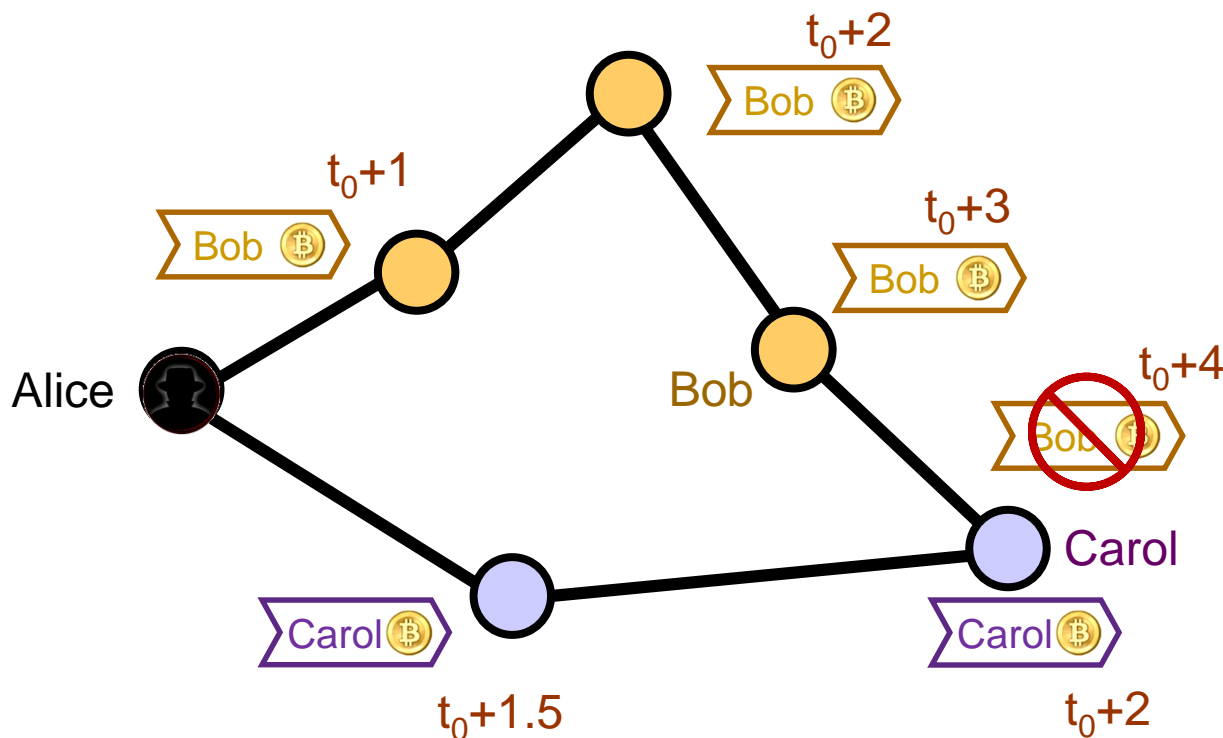 t₀+2
Bob ₿
t₀+1
Bob ₿
t₀+3
Bob ₿
Alice
Bob
t₀+4
Bob ₿
Carol
Carol ₿
Carol ₿
t₀+1.5
t₀+2